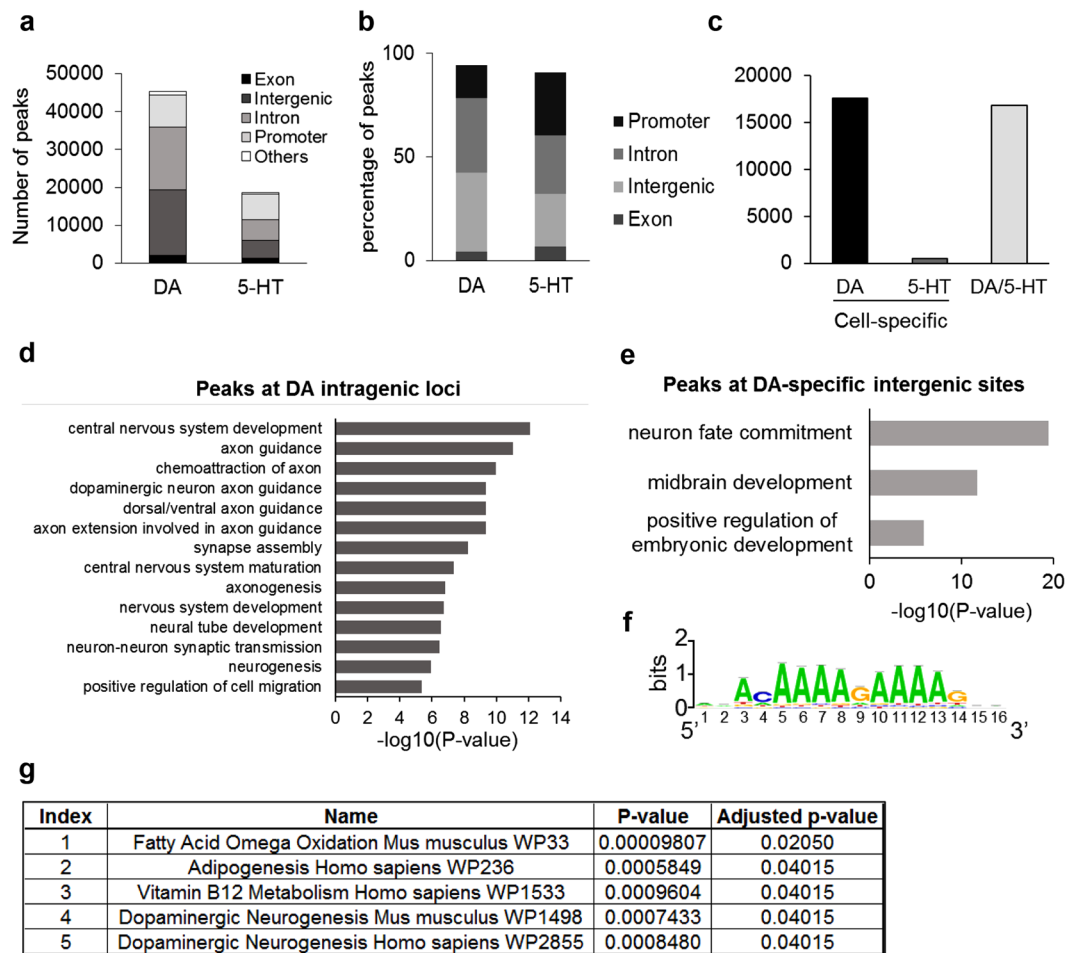 a
50000
40000
30000
20000
10000
0
Number of peaks
DA
5-HT
Exon
Intergenic
Intron
Promoter
Others
b
100
50
0
percentage of peaks
DA
5-HT
Promoter
Intron
Intergenic
Exon
c
20000
15000
10000
5000
0
DA
5-HT
DA/5-HT
Cell-specific
d
Peaks at DA intragenic loci
central nervous system development
axon guidance
chemoattraction of axon
dopaminergic neuron axon guidance
dorsal/ventral axon guidance
axon extension involved in axon guidance
synapse assembly
central nervous system maturation
axonogenesis
nervous system development
neural tube development
neuron-neuron synaptic transmission
neurogenesis
positive regulation of cell migration
0 2 4 6 8 10 12 14
-log10(P-value)
e
Peaks at DA-specific intergenic sites
neuron fate commitment
midbrain development
positive regulation of
embryonic development
0 10 20
-log10(P-value)
f
2
1
0
bits
ACAAAAGAAAAG
1 2 3 4 5 6 7 8 9 10 11 12 13 14 15 16
5' 3'
g
Index Name P-value Adjusted p-value
1 Fatty Acid Omega Oxidation Mus musculus WP33 0.00009807 0.02050
2 Adipogenesis Homo sapiens WP236 0.0005849 0.04015
3 Vitamin B12 Metabolism Homo sapiens WP1533 0.0009604 0.04015
4 Dopaminergic Neurogenesis Mus musculus WP1498 0.0007433 0.04015
5 Dopaminergic Neurogenesis Homo sapiens WP2855 0.0008480 0.04015